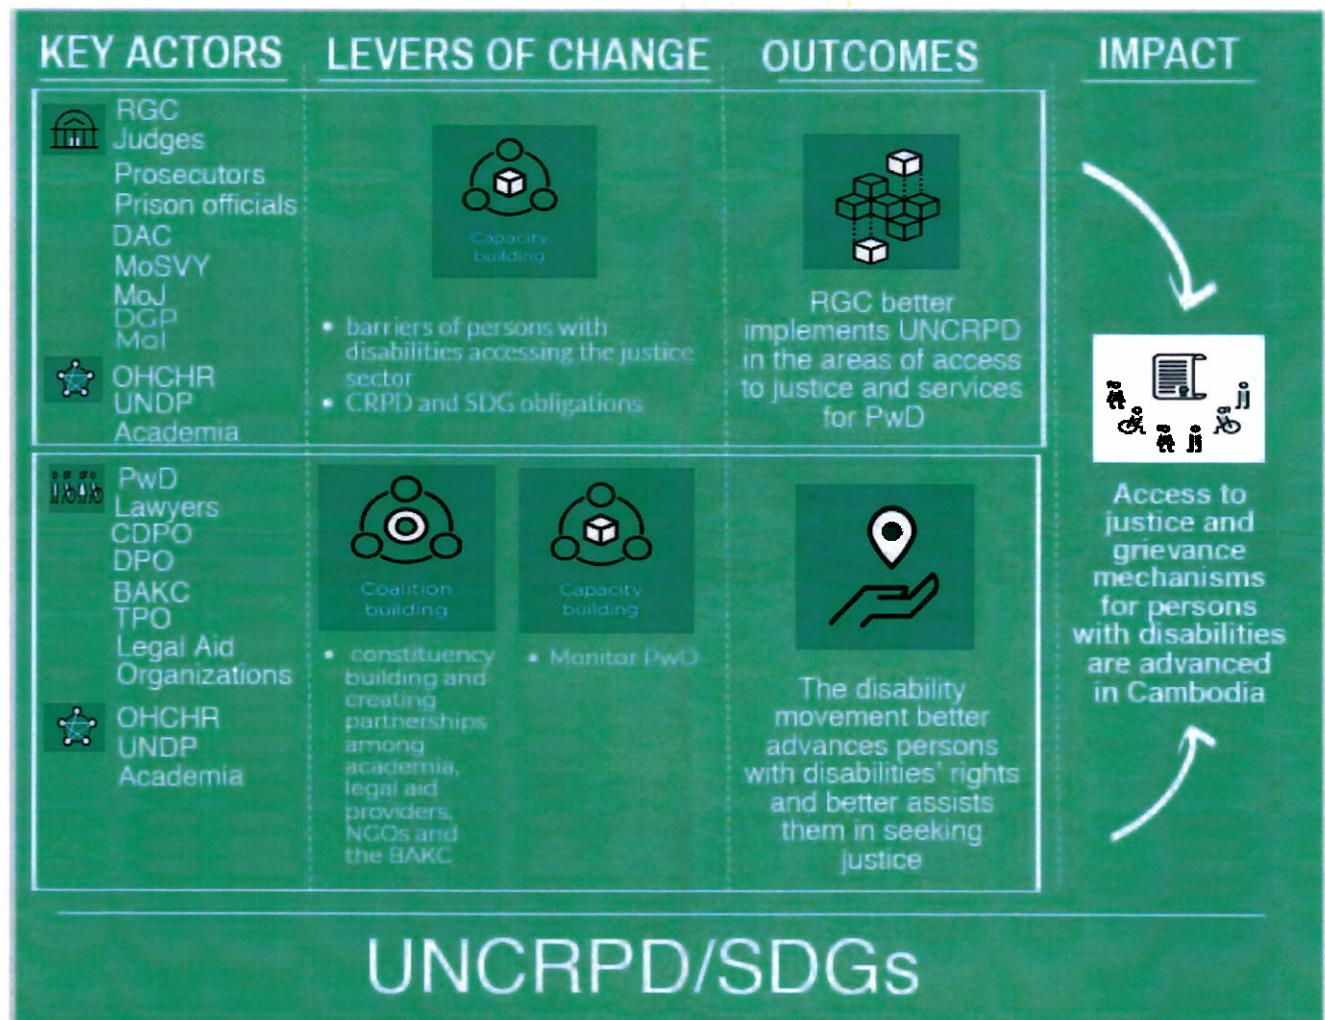 KEY ACTORS
LEVERS OF CHANGE
OUTCOMES
IMPACT
RGC
Judges
Prosecutors
Prison officials
DAC
MoSVY
MoJ
DGP
MoI
OHCHR
UNDP
Academia
Capacity
building
• barriers of persons with
disabilities accessing the justice
sector
• CRPD and SDG obligations
RGC better
implements UNCRPD
in the areas of access
to justice and services
for PwD
PwD
Lawyers
CDPO
DPO
BAKC
TPO
Legal Aid
Organizations
OHCHR
UNDP
Academia
Coalition
building
• constituency
building and
creating
partnerships
among
academia,
legal aid
providers,
NGOs and
the BAKC
Capacity
building
• Monitor PwD
The disability
movement better
advances persons
with disabilities' rights
and better assists
them in seeking
justice
Access to
justice and
grievance
mechanisms
for persons
with disabilities
are advanced
in Cambodia
UNCRPD/SDGs